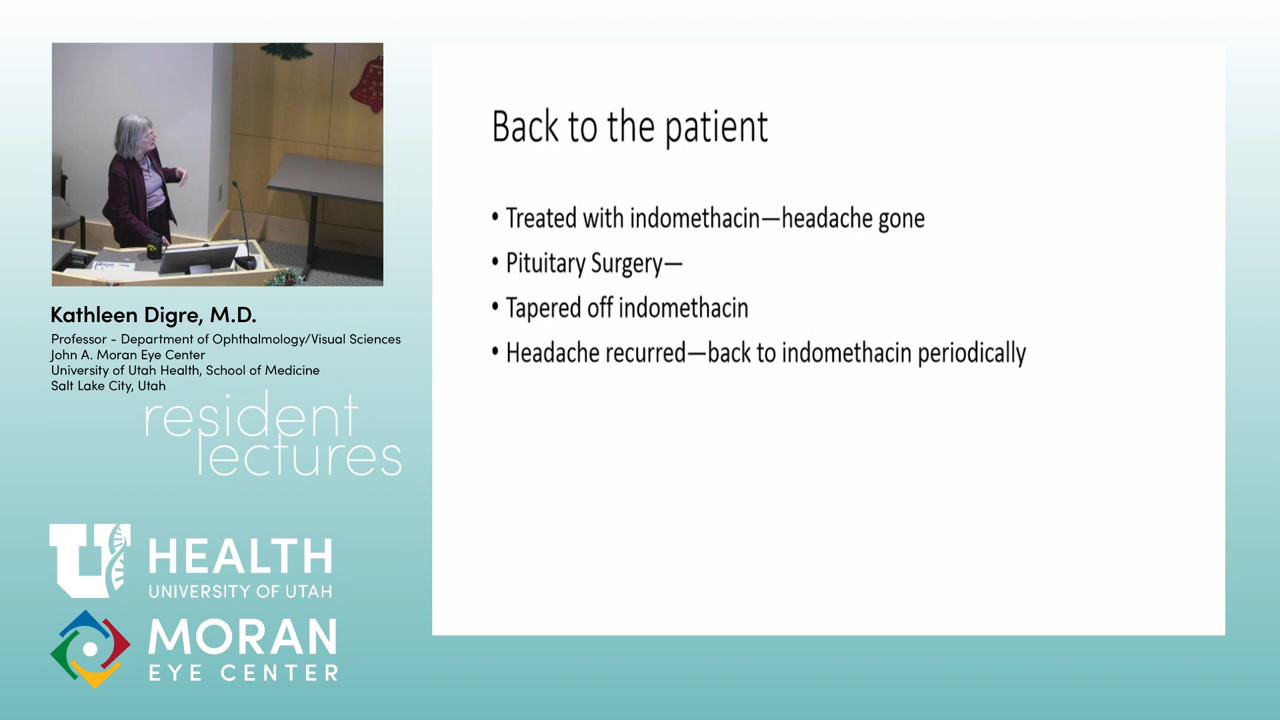 Kathleen Digre, M.D.
Professor - Department of Ophthalmology/Visual Sciences
John A. Moran Eye Center
University of Utah Health, School of Medicine
Salt Lake City, Utah
resident
lectures
U HEALTH
UNIVERSITY OF UTAH
MORAN
EYE CENTER
Back to the patient
• Treated with indomethacin—headache gone
• Pituitary Surgery—
• Tapered off indomethacin
• Headache recurred—back to indomethacin periodically